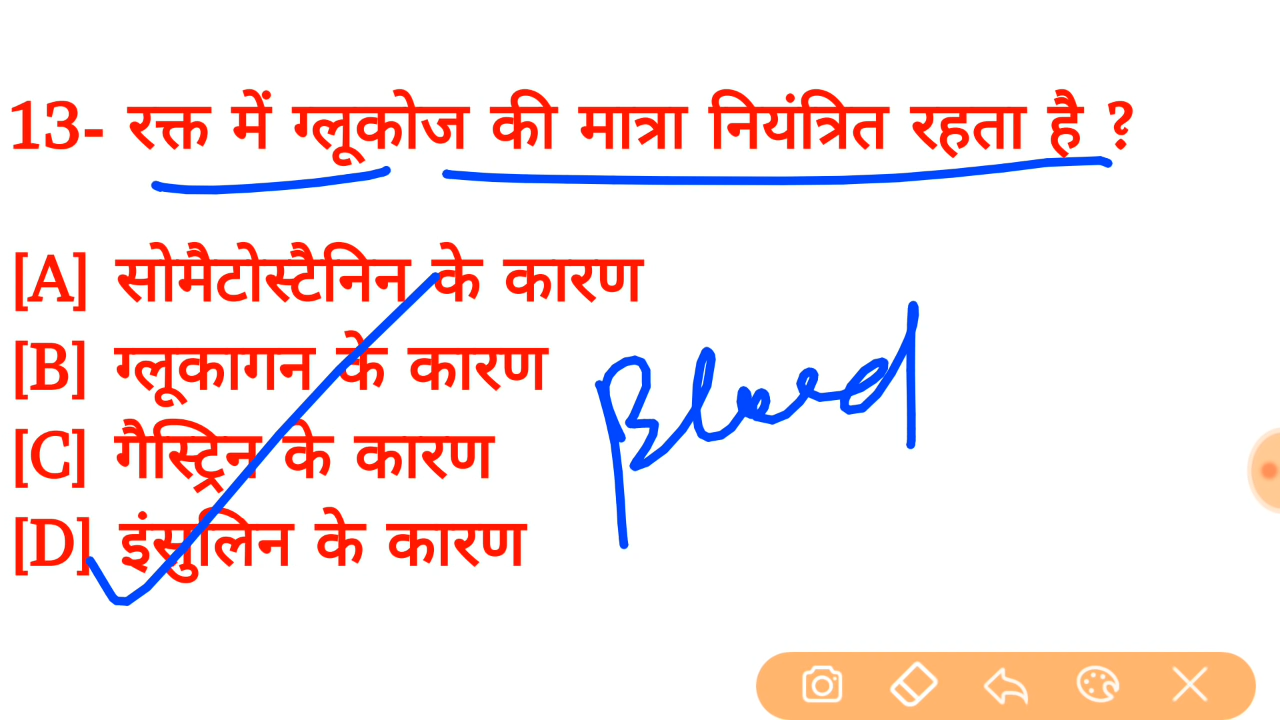 13- रक्त में ग्लूकोज की मात्रा नियंत्रित रहता है ?
[A] सोमैटोस्टैनिन के कारण
[B] ग्लूकागन के कारण
Blood
[C] गैस्ट्रिन के कारण
[D] इंसुलिन के कारण